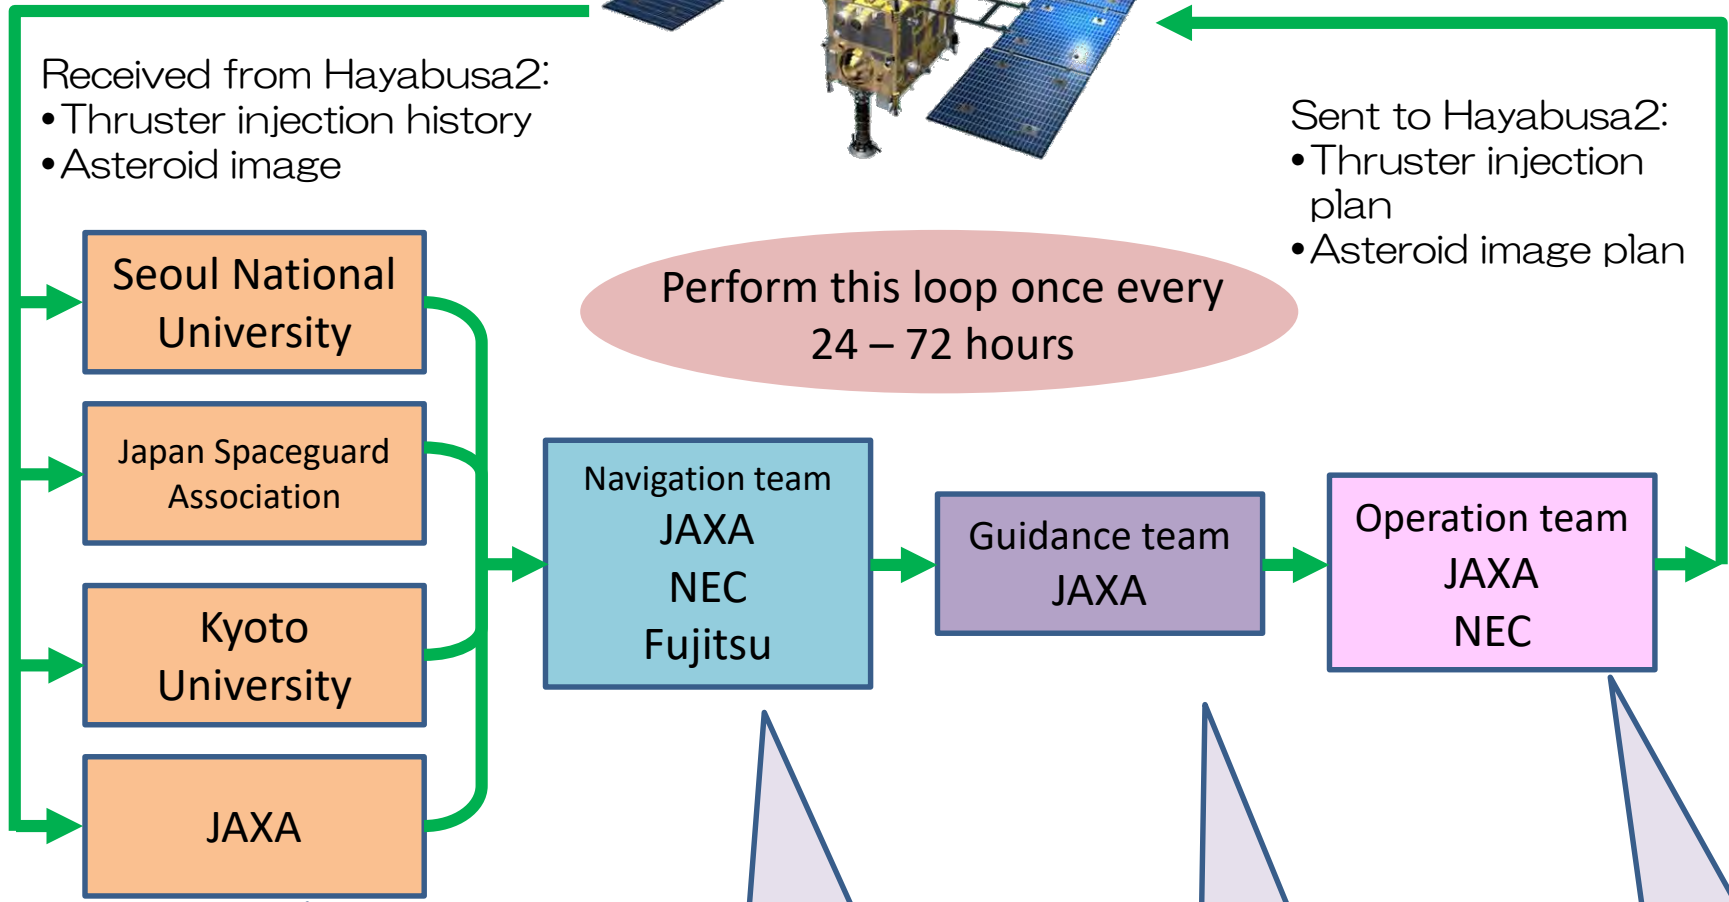 Received from Hayabusa2:
•Thruster injection history
•Asteroid image
Sent to Hayabusa2:
•Thruster injection
plan
•Asteroid image plan
Perform this loop once every
24 – 72 hours
Seoul National
University
Japan Spaceguard
Association
Kyoto
University
JAXA
Navigation team
JAXA
NEC
Fujitsu
Guidance team
JAXA
Operation team
JAXA
NEC